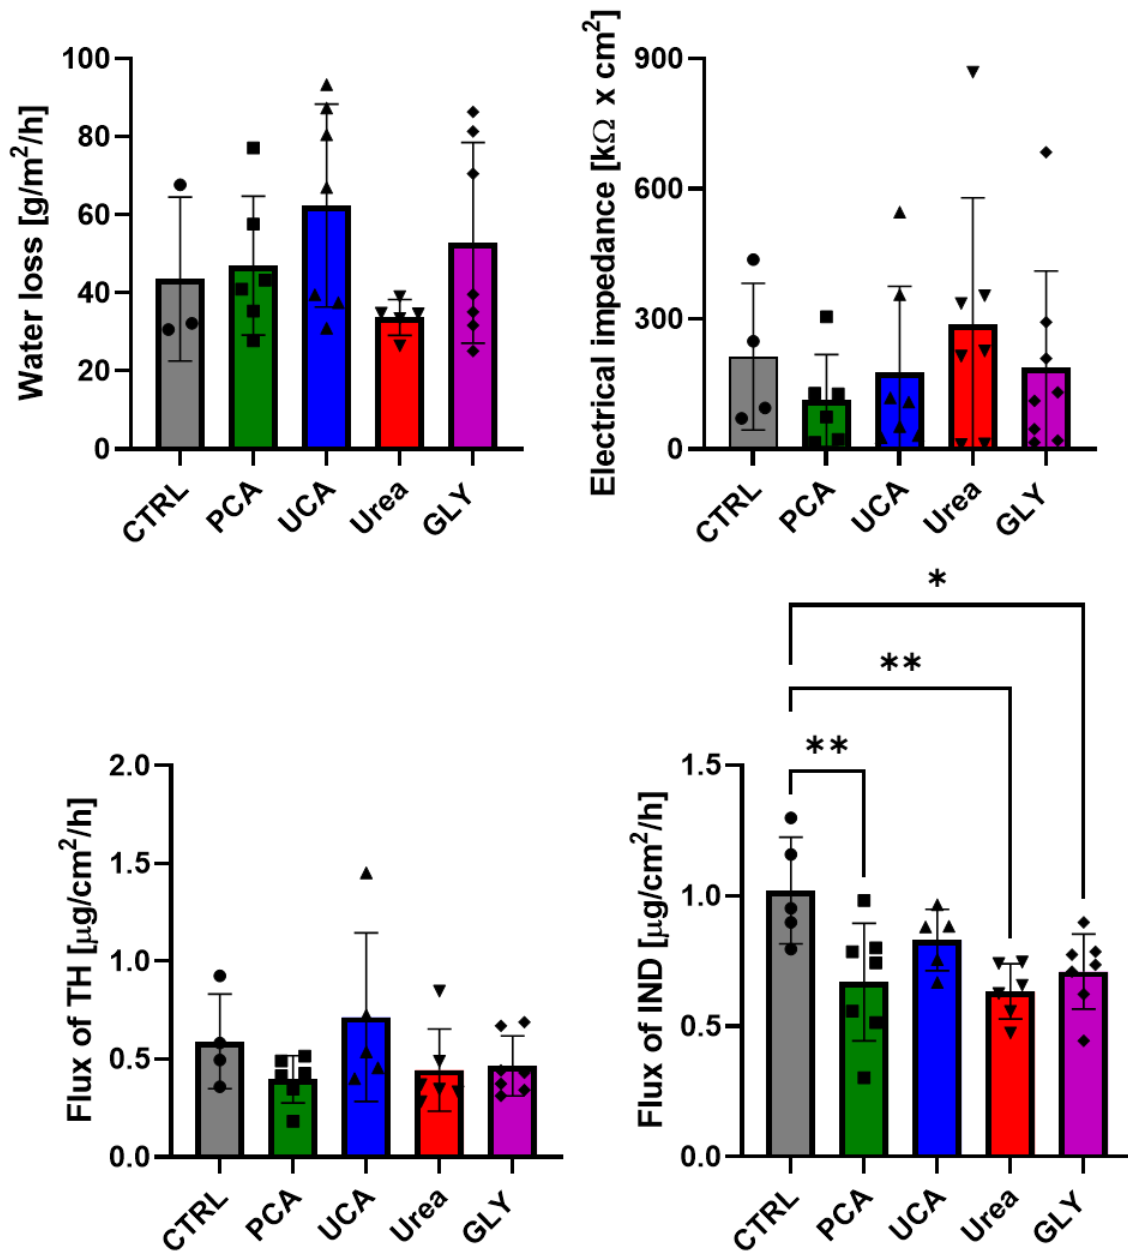 Water loss [g/m²/h]
100
80
60
40
20
0
CTRL PCA UCA Urea GLY
Electrical impedance [kΩ x cm²]
900
600
300
0
CTRL PCA UCA Urea GLY
Flux of TH [µg/cm²/h]
2.0
1.5
1.0
0.5
0.0
CTRL PCA UCA Urea GLY
*
**
**
Flux of IND [µg/cm²/h]
1.5
1.0
0.5
0.0
CTRL PCA UCA Urea GLY